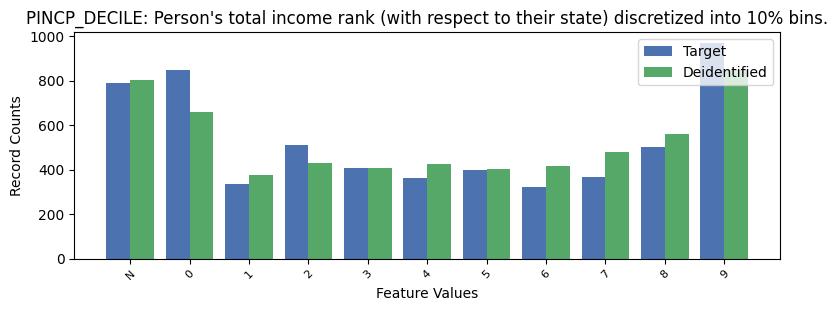 PINCP_DECILE: Person's total income rank (with respect to their state) discretized into 10% bins.
1000
800
600
400
200
0
Record Counts
Target
Deidentified
N 0 1 2 3 4 5 6 7 8 9
Feature Values